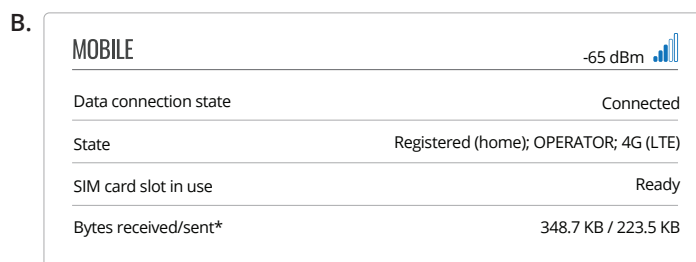 B.
MOBILE -65 dBm
Data connection state Connected
State Registered (home); OPERATOR; 4G (LTE)
SIM card slot in use Ready
Bytes received/sent* 348.7 KB / 223.5 KB